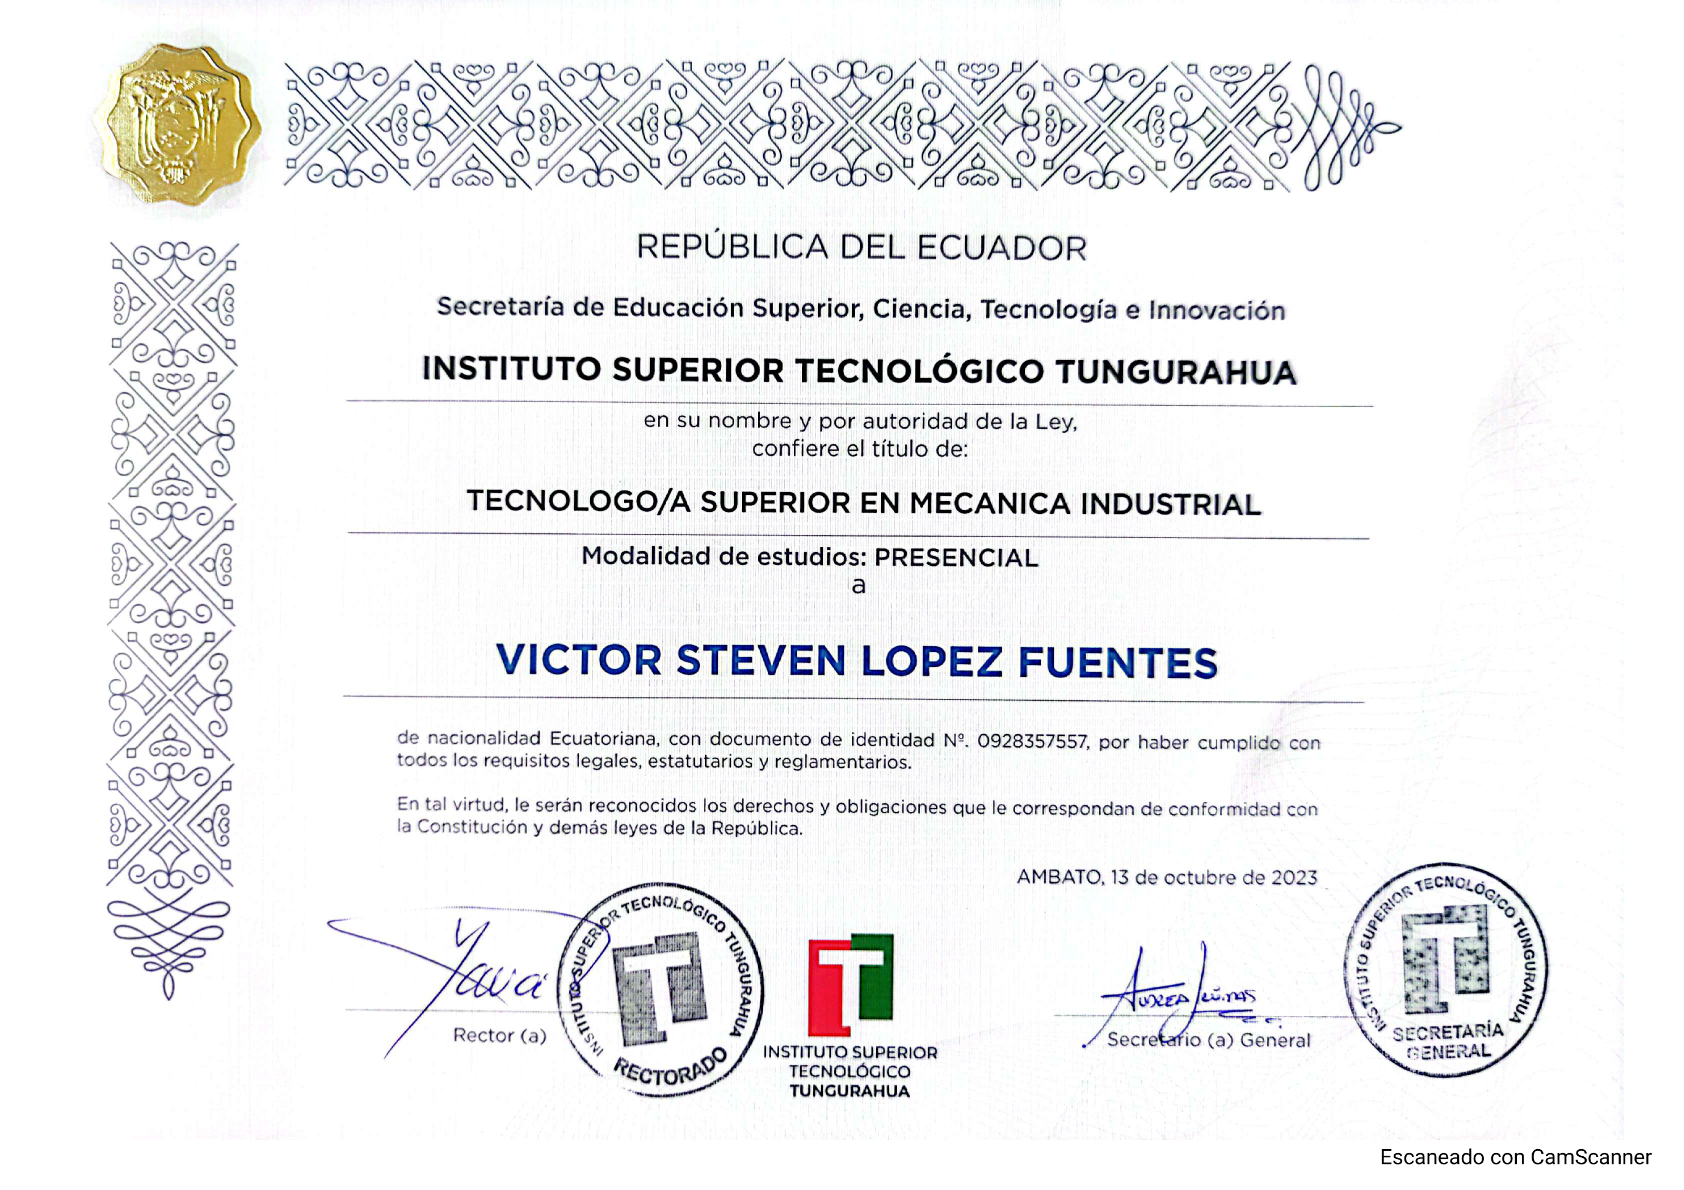 REPÚBLICA DEL ECUADOR
Secretaría de Educación Superior, Ciencia, Tecnología e Innovación
INSTITUTO SUPERIOR TECNOLÓGICO TUNGURAHUA
en su nombre y por autoridad de la Ley,
confiere el título de:
TECNOLOGO/A SUPERIOR EN MECANICA INDUSTRIAL
Modalidad de estudios: PRESENCIAL
a
VICTOR STEVEN LOPEZ FUENTES
de nacionalidad Ecuatoriana, con documento de identidad Nº. 0928357557, por haber cumplido con
todos los requisitos legales, estatutarios y reglamentarios.
En tal virtud, le serán reconocidos los derechos y obligaciones que le correspondan de conformidad con
la Constitución y demás leyes de la República.
AMBATO, 13 de octubre de 2023
Rector (a)
INSTITUTO SUPERIOR TECNOLÓGICO TUNGURAHUA
RECTORADO
INSTITUTO SUPERIOR
TECNOLÓGICO
TUNGURAHUA
Secretario (a) General
INSTITUTO SUPERIOR TECNOLÓGICO TUNGURAHUA
SECRETARÍA
GENERAL
Escaneado con CamScanner